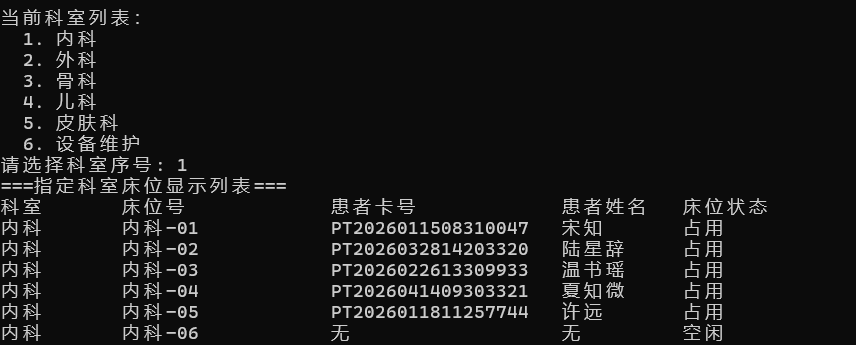 当前科室列表:
1. 内科
2. 外科
3. 骨科
4. 儿科
5. 皮肤科
6. 设备维护
请选择科室序号: 1
===指定科室床位显示列表===
科室 床位号 患者卡号 患者姓名 床位状态
内科 内科-01 PT2026011508310047 宋知 占用
内科 内科-02 PT2026032814203320 陆星辞 占用
内科 内科-03 PT2026022613309933 温书瑶 占用
内科 内科-04 PT2026041409303321 夏知微 占用
内科 内科-05 PT2026011811257744 许远 占用
内科 内科-06 无 无 空闲